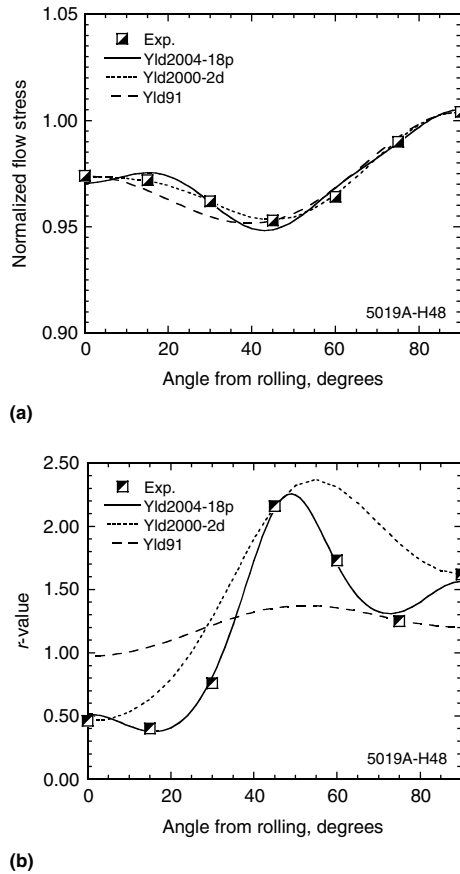 1.05
1.00
0.95
0.90
Normalized flow stress
Exp.
Yld2004-18p
Yld2000-2d
Yld91
5019A-H48
0 20 40 60 80
Angle from rolling, degrees
(a)
2.50
2.00
1.50
1.00
0.50
0.00
r-value
Exp.
Yld2004-18p
Yld2000-2d
Yld91
5019A-H48
0 20 40 60 80
Angle from rolling, degrees
(b)